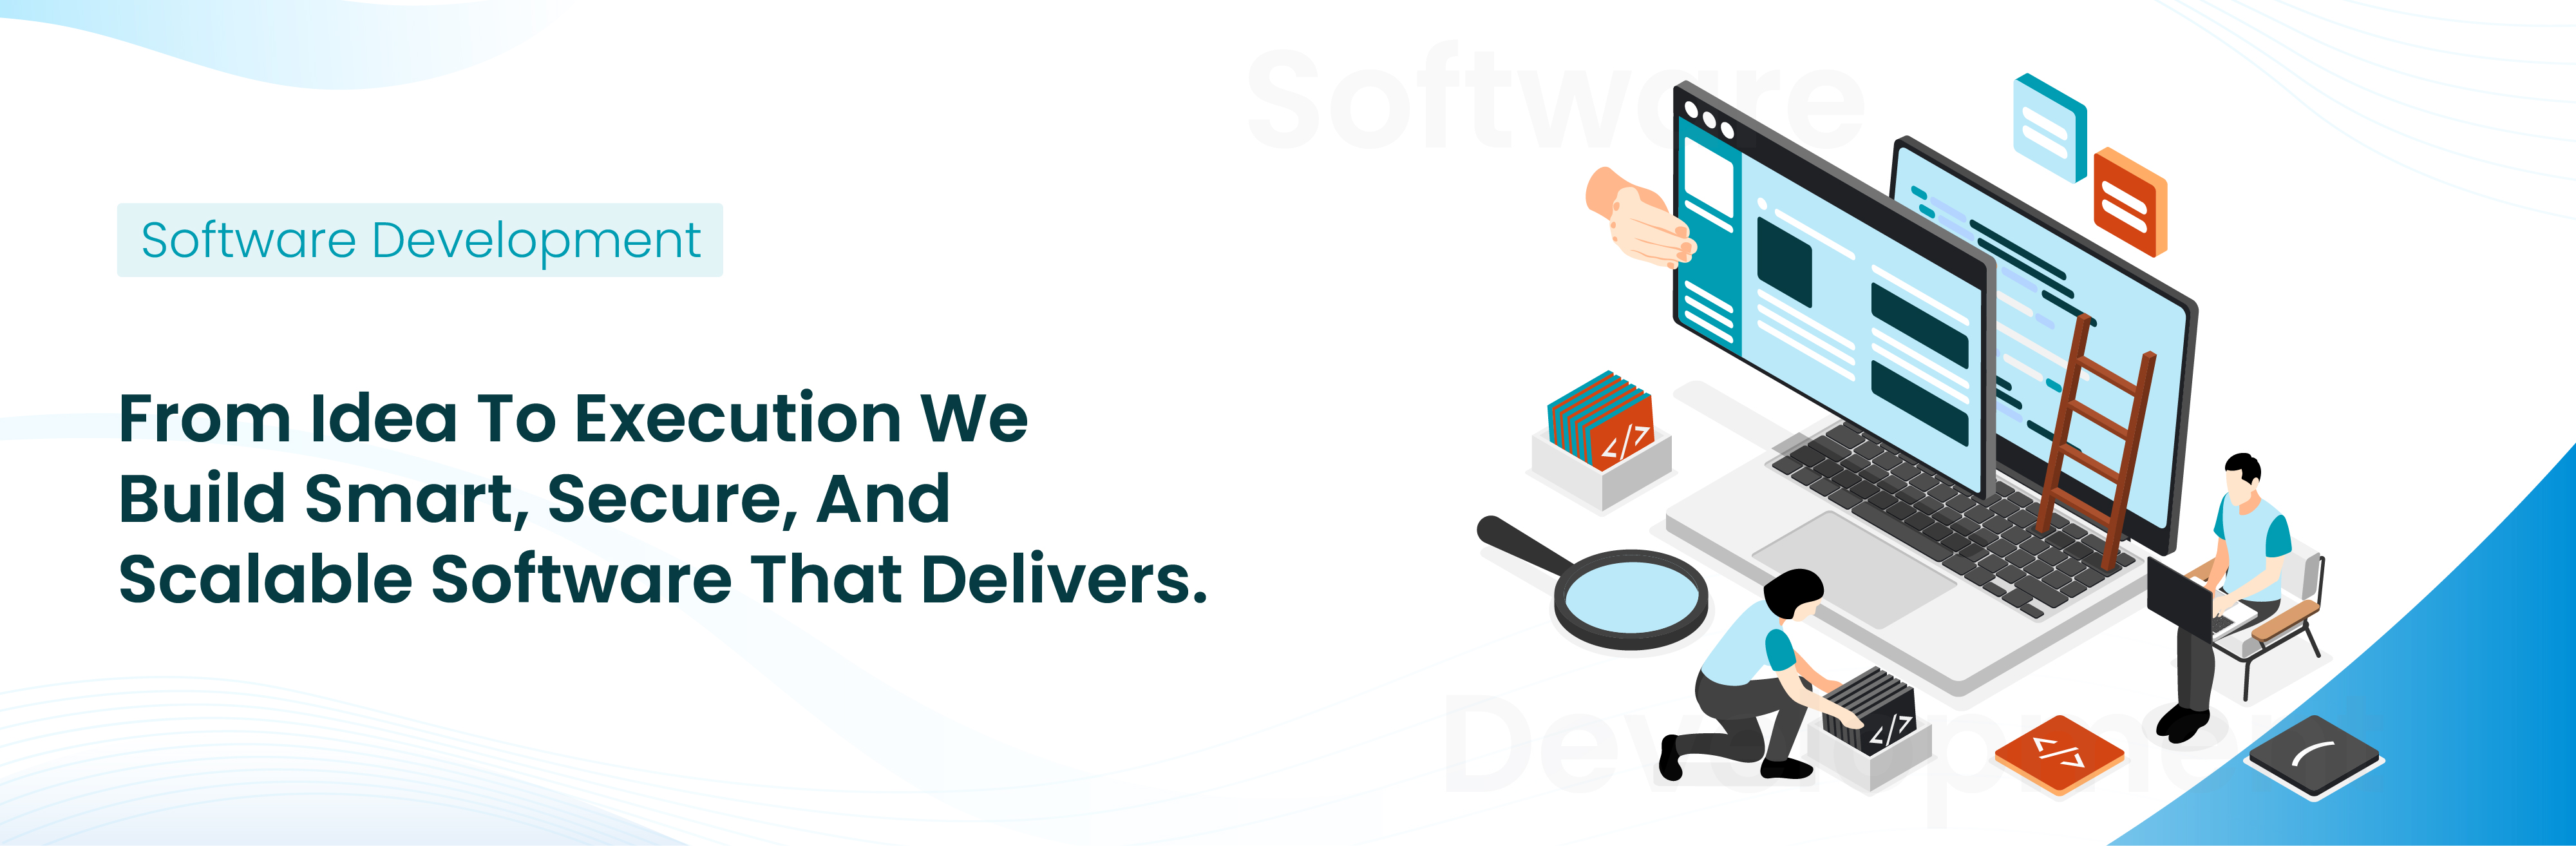 Software
Software Development
From Idea To Execution We
Build Smart, Secure, And
Scalable Software That Delivers.
</>
</>
</>
Development